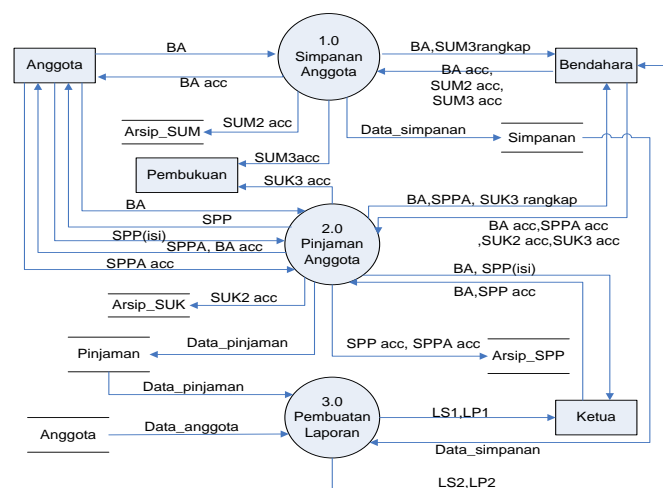 1.0
Simpanan
Anggota
BA
BA,SUM3rangkap
Anggota
Bendahara
BA acc
BA acc,
SUM2 acc,
SUM3 acc
SUM2 acc
Arsip_SUM
Data_simpanan
Simpanan
SUM3acc
Pembukuan
SUK3 acc
BA
BA,SPPA, SUK3 rangkap
SPP
2.0
Pinjaman
Anggota
BA acc,SPPA acc
,SUK2 acc,SUK3 acc
SPP(isi)
SPPA, BA acc
SPPA acc
BA, SPP(isi)
BA,SPP acc
Arsip_SUK
SUK2 acc
Data_pinjaman
SPP acc, SPPA acc
Arsip_SPP
Pinjaman
Data_pinjaman
3.0
Pembuatan
Laporan
LS1,LP1
Ketua
Anggota
Data_anggota
Data_simpanan
LS2,LP2